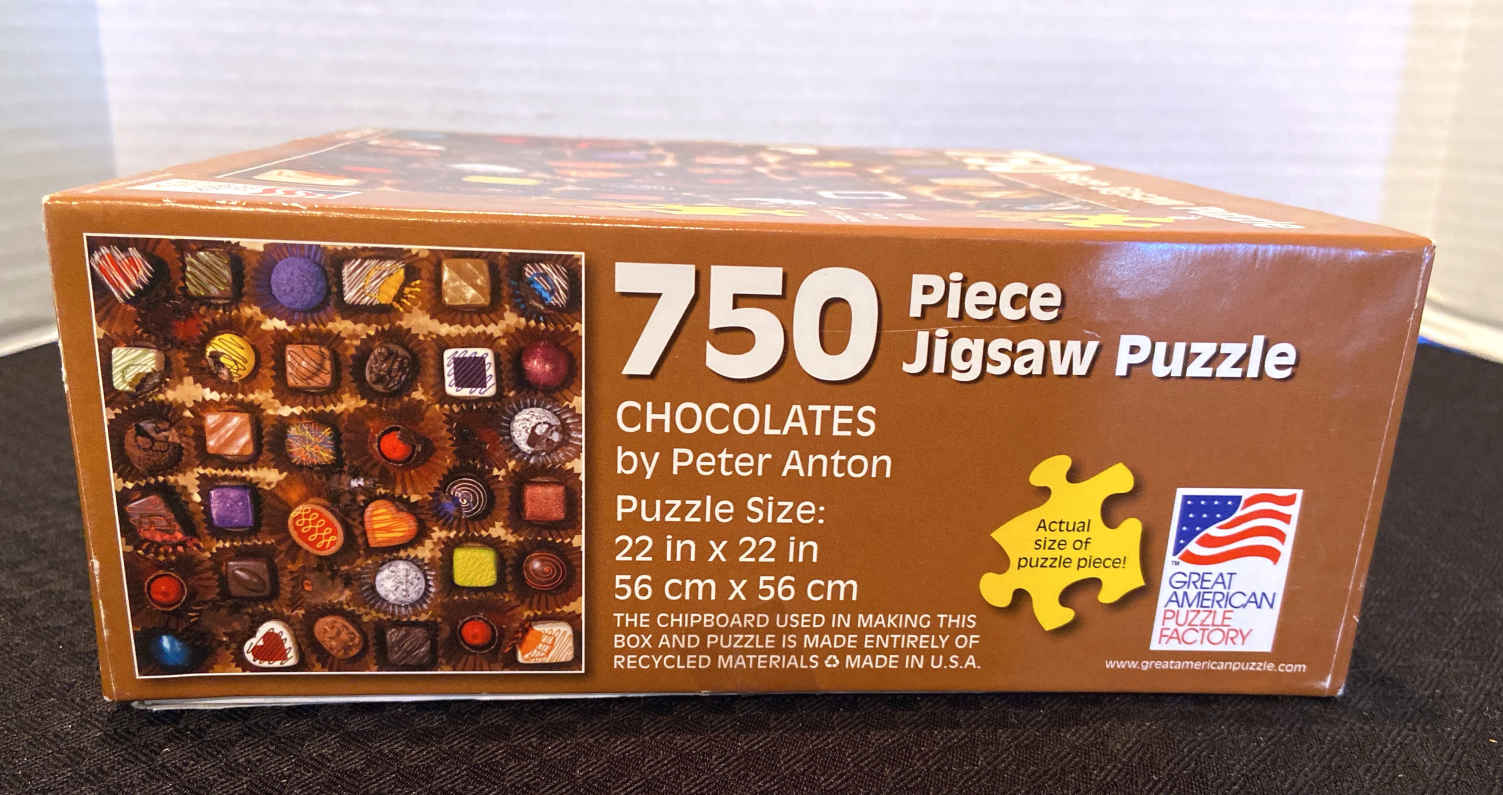 750 Piece
Jigsaw Puzzle
CHOCOLATES
by Peter Anton
Puzzle Size:
22 in x 22 in
56 cm x 56 cm
THE CHIPBOARD USED IN MAKING THIS
BOX AND PUZZLE IS MADE ENTIRELY OF
RECYCLED MATERIALS ♻ MADE IN U.S.A.
Actual
size of
puzzle piece!
TM
GREAT
AMERICAN
PUZZLE
FACTORY
www.greatamericanpuzzle.com